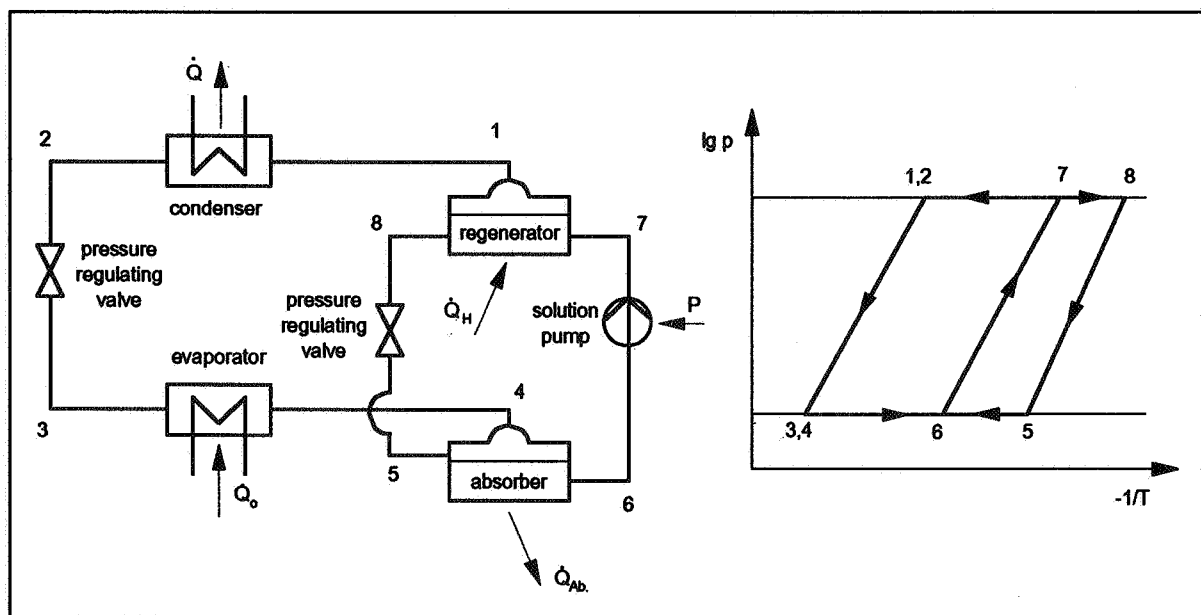 Q̇
2
1
condenser
8
regenerator
7
pressure
regulating
valve
pressure
regulating
valve
Q̇H
solution
pump
P
evaporator
4
3
5
absorber
6
Q̇o
Q̇Ab.
lg p
1,2
7
8
3,4
6
5
-1/T